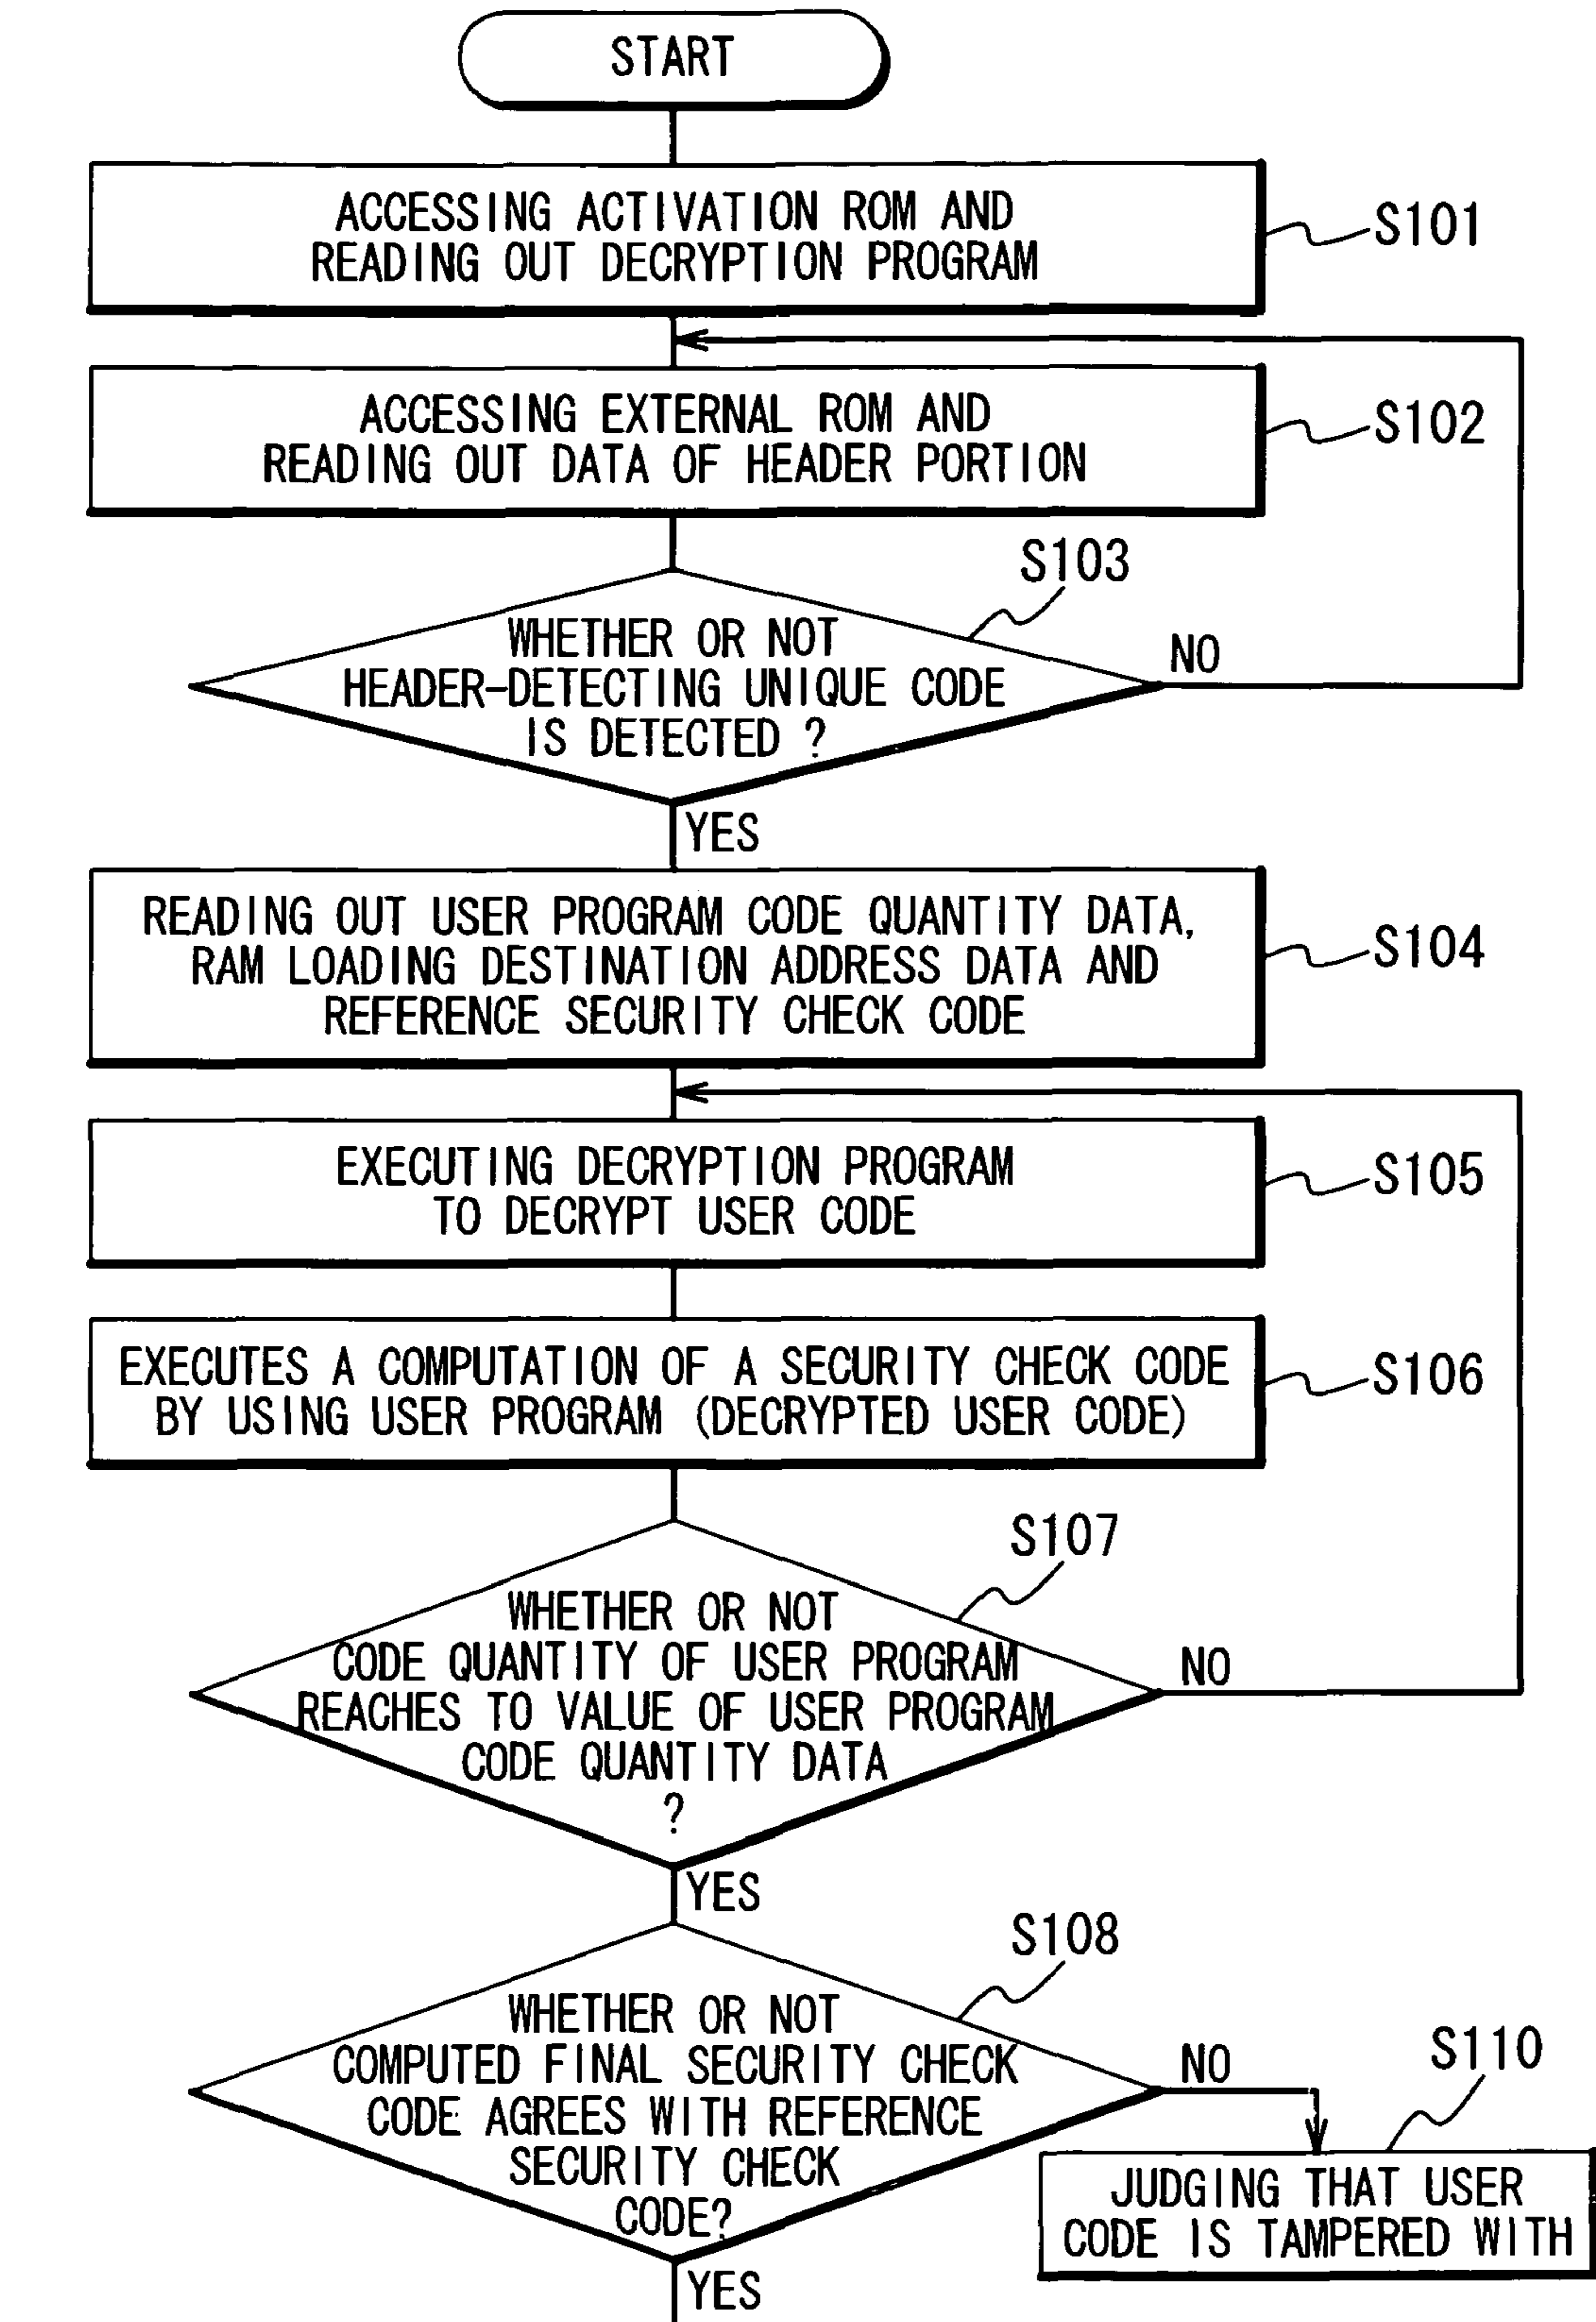 START
ACCESSING ACTIVATION ROM AND
READING OUT DECRYPTION PROGRAM
S101
ACCESSING EXTERNAL ROM AND
READING OUT DATA OF HEADER PORTION
S102
S103
WHETHER OR NOT
HEADER-DETECTING UNIQUE CODE
IS DETECTED ?
NO
YES
READING OUT USER PROGRAM CODE QUANTITY DATA,
RAM LOADING DESTINATION ADDRESS DATA AND
REFERENCE SECURITY CHECK CODE
S104
EXECUTING DECRYPTION PROGRAM
TO DECRYPT USER CODE
S105
EXECUTES A COMPUTATION OF A SECURITY CHECK CODE
BY USING USER PROGRAM (DECRYPTED USER CODE)
S106
S107
WHETHER OR NOT
CODE QUANTITY OF USER PROGRAM
REACHES TO VALUE OF USER PROGRAM
CODE QUANTITY DATA
?
NO
YES
S108
WHETHER OR NOT
COMPUTED FINAL SECURITY CHECK
CODE AGREES WITH REFERENCE
SECURITY CHECK
CODE?
NO
YES
S110
JUDGING THAT USER
CODE IS TAMPERED WITH